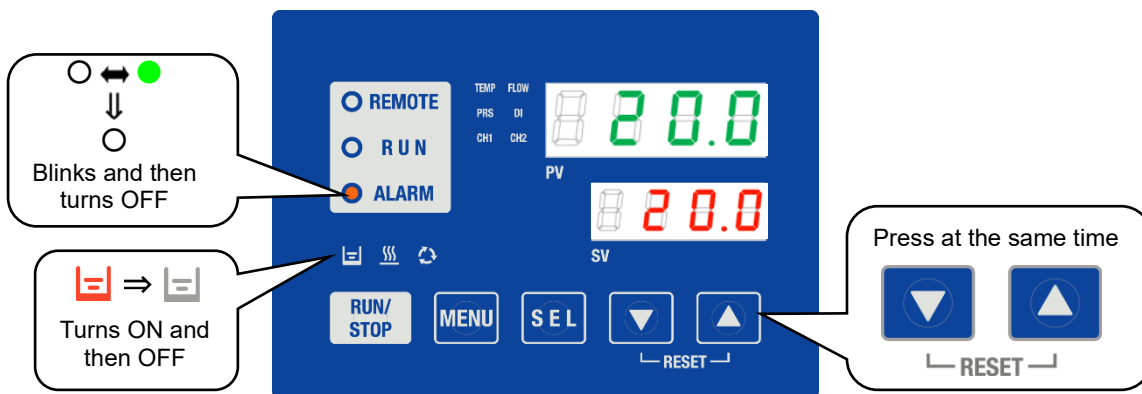 Blinks and then
turns OFF
Turns ON and
then OFF
REMOTE
RUN
ALARM
TEMP FLOW
PRS DI
CH1 CH2
20.0
PV
20.0
SV
RUN/
STOP
MENU
SEL
RESET
Press at the same time
RESET